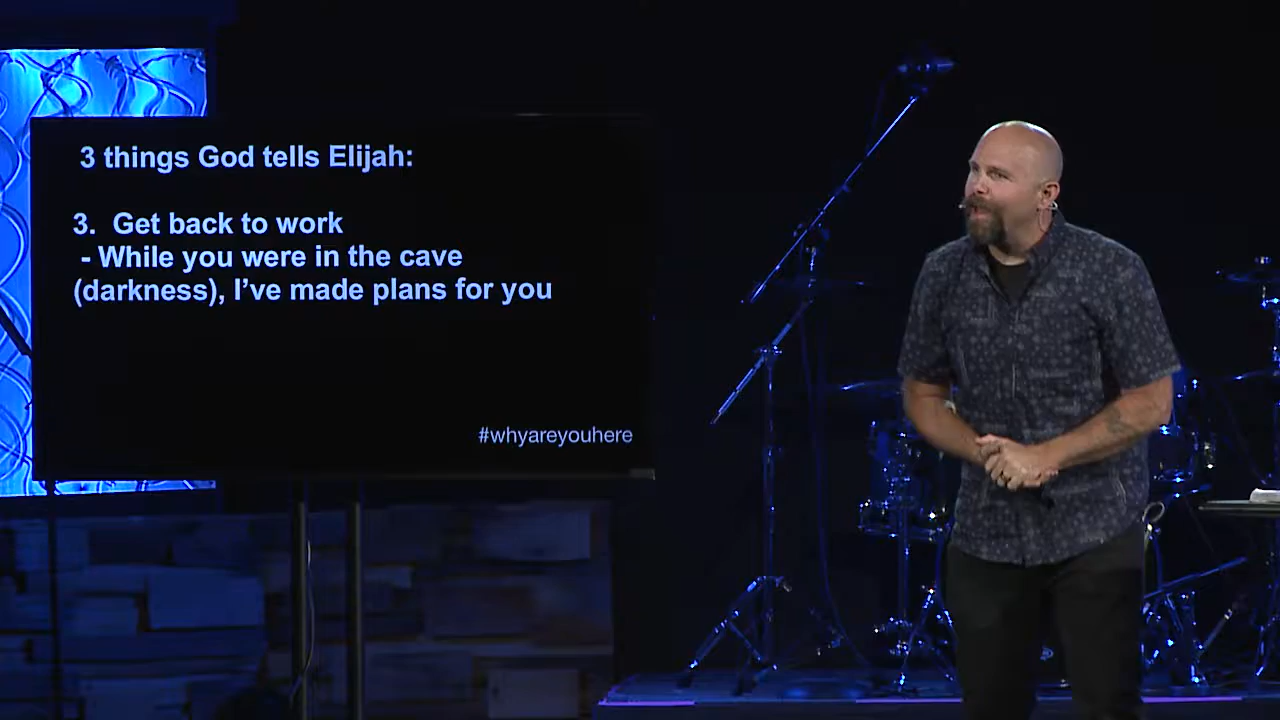 3 things God tells Elijah:
3. Get back to work
- While you were in the cave
(darkness), I’ve made plans for you
#whyareyouhere